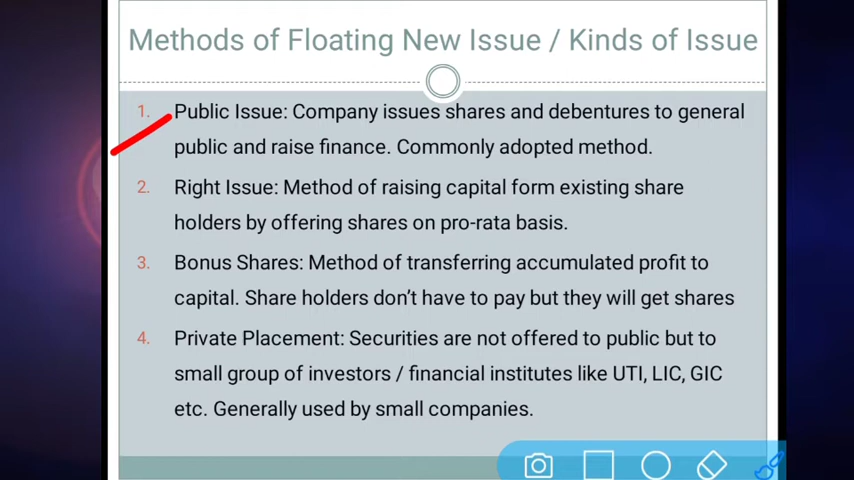 Methods of Floating New Issue / Kinds of Issue
1. Public Issue: Company issues shares and debentures to general
public and raise finance. Commonly adopted method.
2. Right Issue: Method of raising capital form existing share
holders by offering shares on pro-rata basis.
3. Bonus Shares: Method of transferring accumulated profit to
capital. Share holders don't have to pay but they will get shares
4. Private Placement: Securities are not offered to public but to
small group of investors / financial institutes like UTI, LIC, GIC
etc. Generally used by small companies.